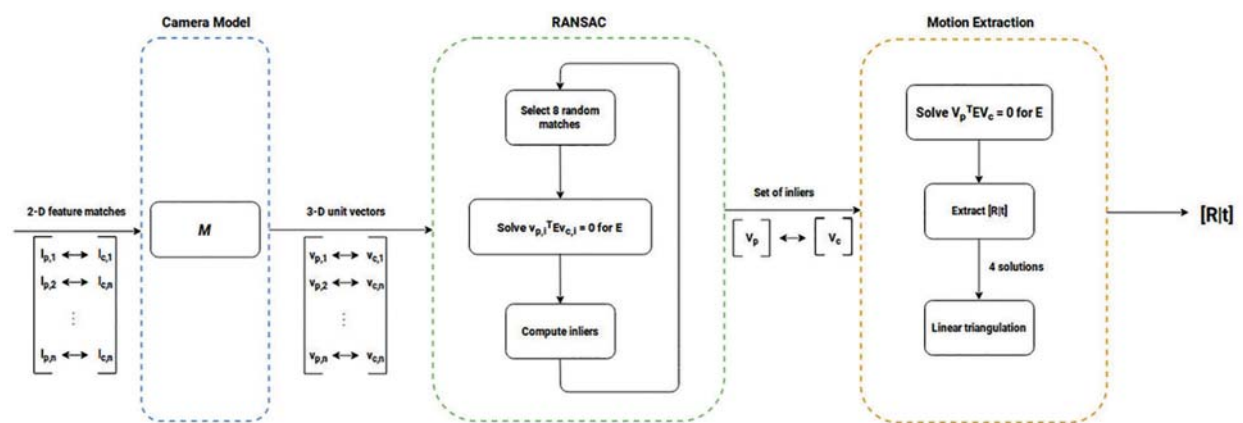 Camera Model
RANSAC
Motion Extraction
2-D feature matches
I_p,1 ⟷ I_c,1
I_p,2 ⟷ I_c,n
⋮
I_p,n ⟷ I_c,n
M
3-D unit vectors
v_p,1 ⟷ v_c,1
v_p,2 ⟷ v_c,n
⋮
v_p,n ⟷ v_c,n
Select 8 random
matches
Solve v_p,i^T Ev_c,i = 0 for E
Compute inliers
Set of inliers
[V_p] ⟷ [V_c]
Solve V_p^T EV_c = 0 for E
Extract [R|t]
4 solutions
Linear triangulation
[R|t]